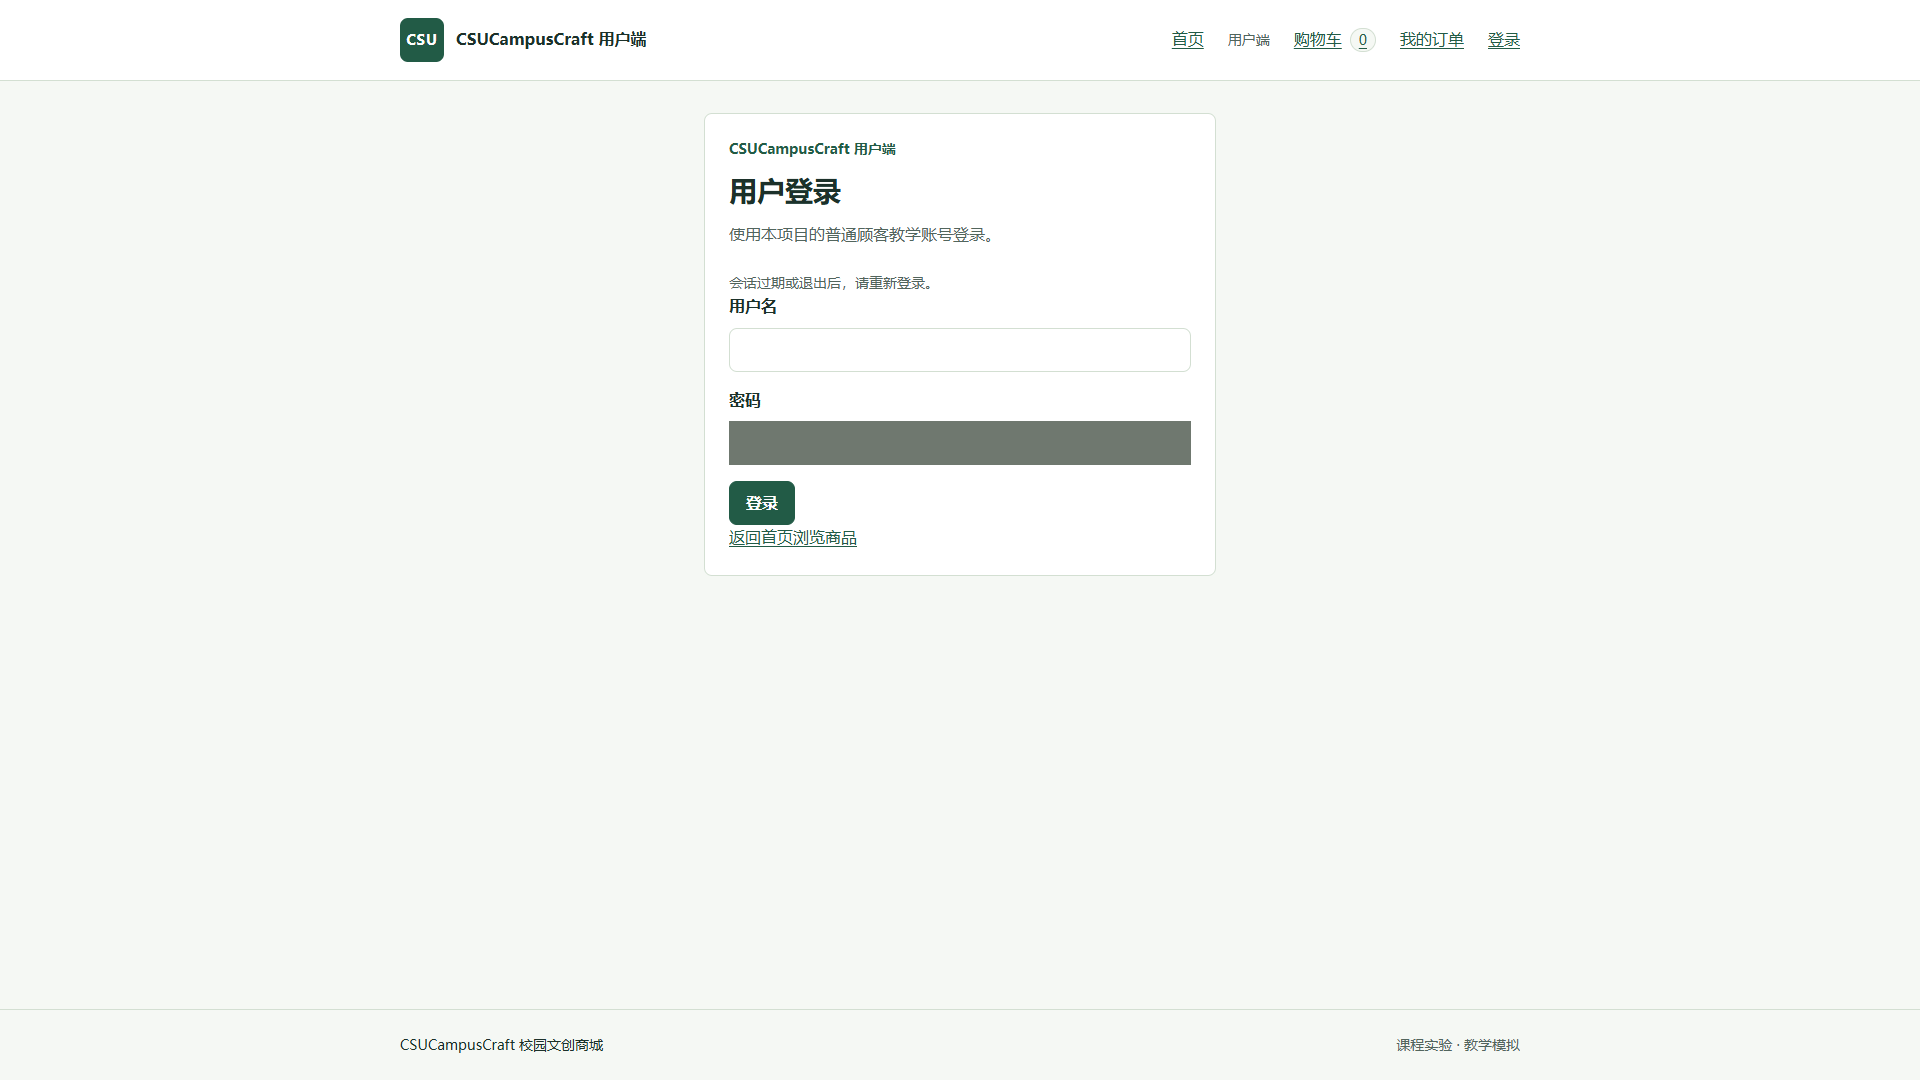 CSU CSUCampusCraft 用户端 首页 用户端 购物车 0 我的订单 登录
CSUCampusCraft 用户端
用户登录
使用本项目的普通顾客教学账号登录。
会话过期或退出后，请重新登录。
用户名
密码
登录
返回首页浏览商品
CSUCampusCraft 校园文创商城 课程实验 · 教学模拟